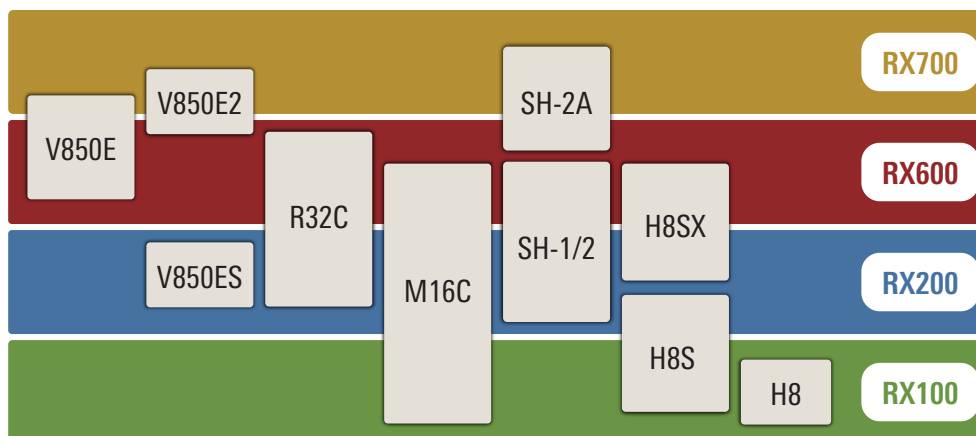 RX700
V850E2
SH-2A
V850E
RX600
R32C
H8SX
SH-1/2
V850ES
RX200
M16C
H8S
H8
RX100